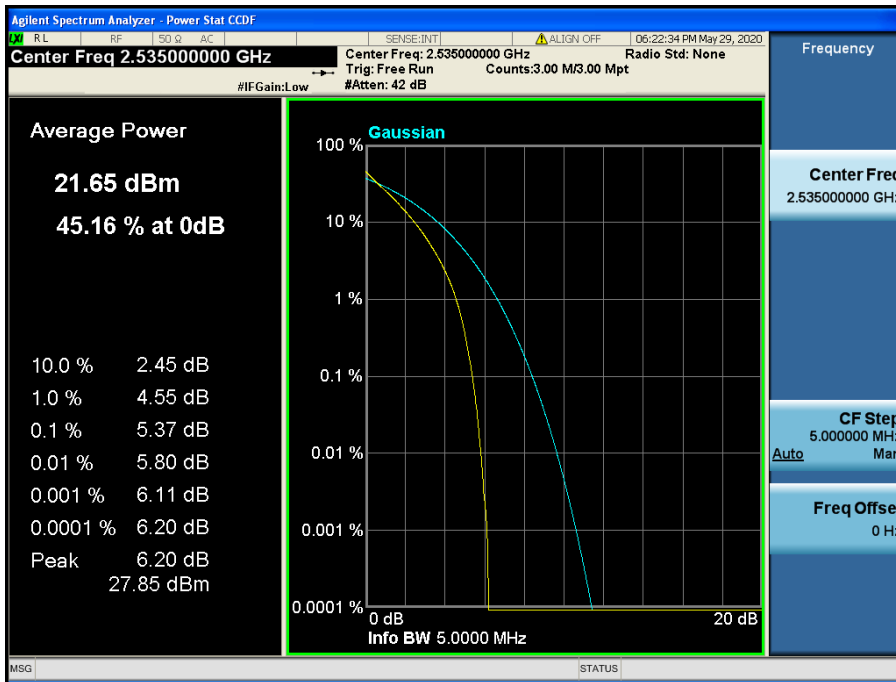 Agilent Spectrum Analyzer - Power Stat CCDF
LXI RL RF 50 Ω AC SENSE:INT ALIGN OFF 06:22:34 PM May 29, 2020
Center Freq 2.535000000 GHz
Center Freq: 2.535000000 GHz Radio Std: None
Trig: Free Run Counts:3.00 M/3.00 Mpt
#IFGain:Low #Atten: 42 dB
Frequency
Average Power
21.65 dBm
45.16 % at 0dB
10.0 % 2.45 dB
1.0 % 4.55 dB
0.1 % 5.37 dB
0.01 % 5.80 dB
0.001 % 6.11 dB
0.0001 % 6.20 dB
Peak 6.20 dB
27.85 dBm
Gaussian
100 %
10 %
1 %
0.1 %
0.01 %
0.001 %
0.0001 %
0 dB 20 dB
Info BW 5.0000 MHz
Center Freq
2.535000000 GHz
CF Step
5.000000 MHz
Auto Man
Freq Offset
0 Hz
MSG STATUS